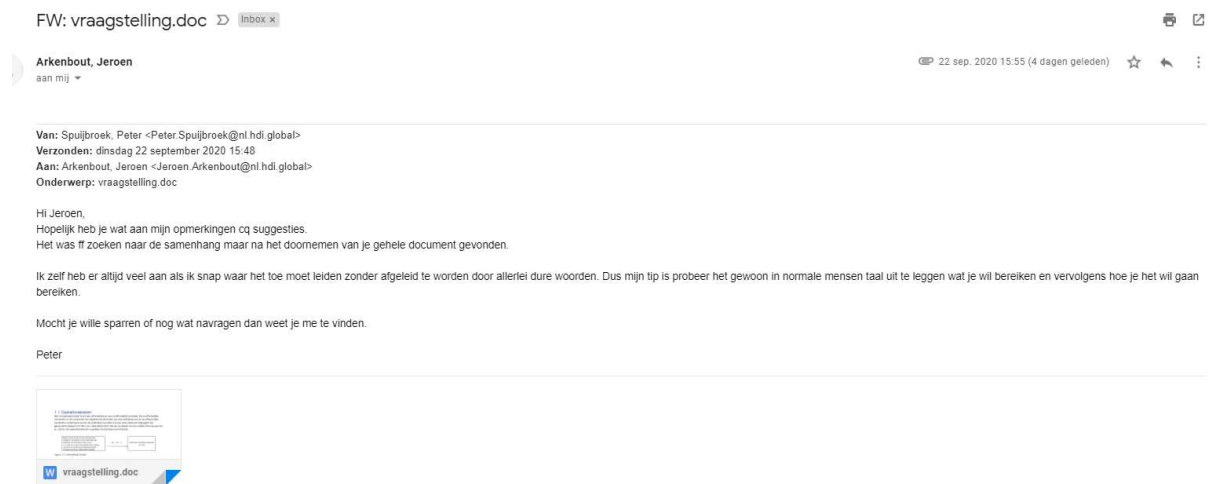 FW: vraagstelling.doc Inbox x
Arkenbout, Jeroen
22 sep. 2020 15:55 (4 dagen geleden)
aan mij
Van: Spuijbroek, Peter <Peter.Spuijbroek@nl.hdi.global>
Verzonden: dinsdag 22 september 2020 15:48
Aan: Arkenbout, Jeroen <Jeroen.Arkenbout@nl.hdi.global>
Onderwerp: vraagstelling.doc
Hi Jeroen,
Hopelijk heb je wat aan mijn opmerkingen cq suggesties.
Het was ff zoeken naar de samenhang maar na het doornemen van je gehele document gevonden.
Ik zelf heb er altijd veel aan als ik snap waar het toe moet leiden zonder afgeleid te worden door allerlei dure woorden. Dus mijn tip is probeer het gewoon in normale mensen taal uit te leggen wat je wil bereiken en vervolgens hoe je het wil gaan
bereiken.
Mocht je wille sparren of nog wat navragen dan weet je me te vinden.
Peter
W vraagstelling.doc